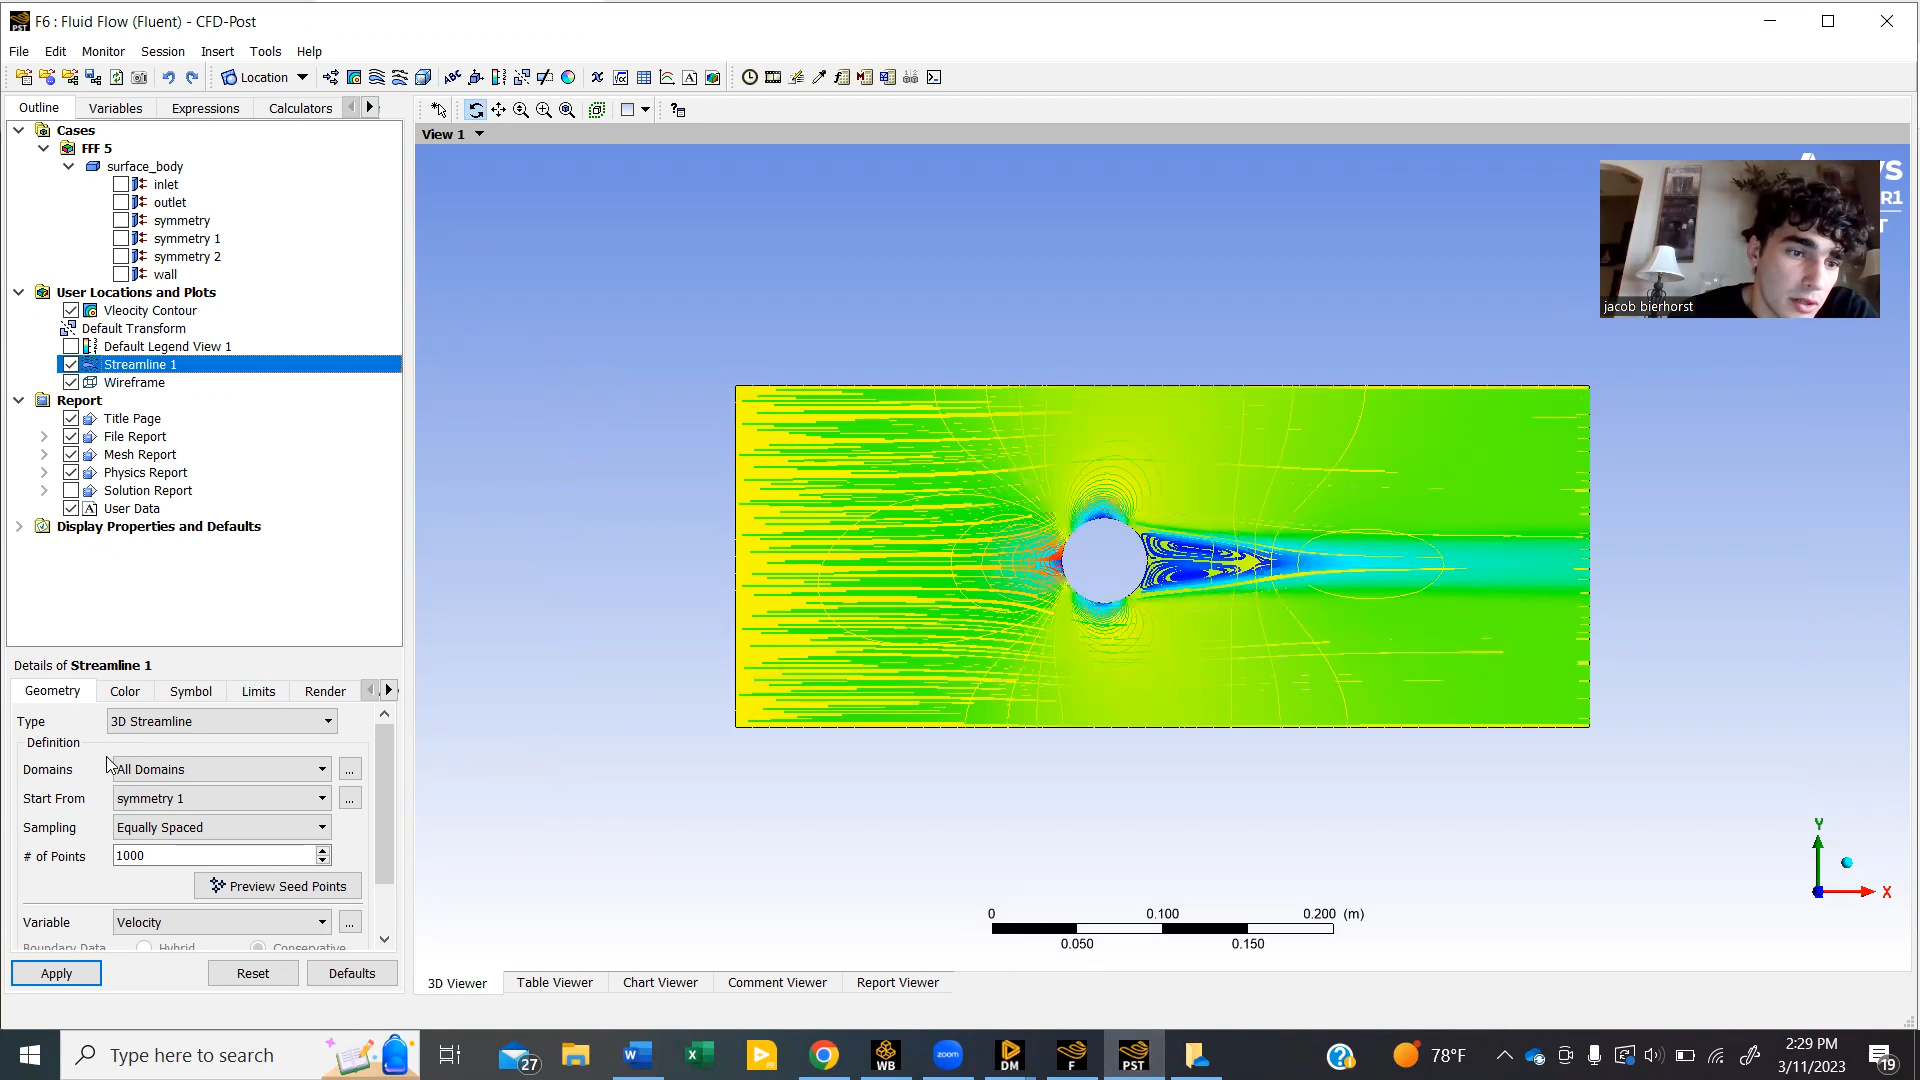 F6 : Fluid Flow (Fluent) - CFD-Post
File Edit Monitor Session Insert Tools Help
Location
Outline Variables Expressions Calculators
View 1
Cases
FFF 5
surface_body
inlet
outlet
symmetry
symmetry 1
symmetry 2
wall
User Locations and Plots
Vleocity Contour
Default Transform
Default Legend View 1
Streamline 1
Wireframe
Report
Title Page
File Report
Mesh Report
Physics Report
Solution Report
User Data
Display Properties and Defaults
jacob bierhorst
R1
Details of Streamline 1
Geometry Color Symbol Limits Render
Type 3D Streamline
Definition
Domains All Domains ...
Start From symmetry 1 ...
Sampling Equally Spaced
# of Points 1000
Preview Seed Points
Variable Velocity ...
Boundary Data Hybrid Conservative
Apply Reset Defaults
0 0.100 0.200 (m)
0.050 0.150
Y
X
3D Viewer Table Viewer Chart Viewer Comment Viewer Report Viewer
Type here to search
27
WB
zoom
DM
F
PST
78°F
2:29 PM
3/11/2023
19